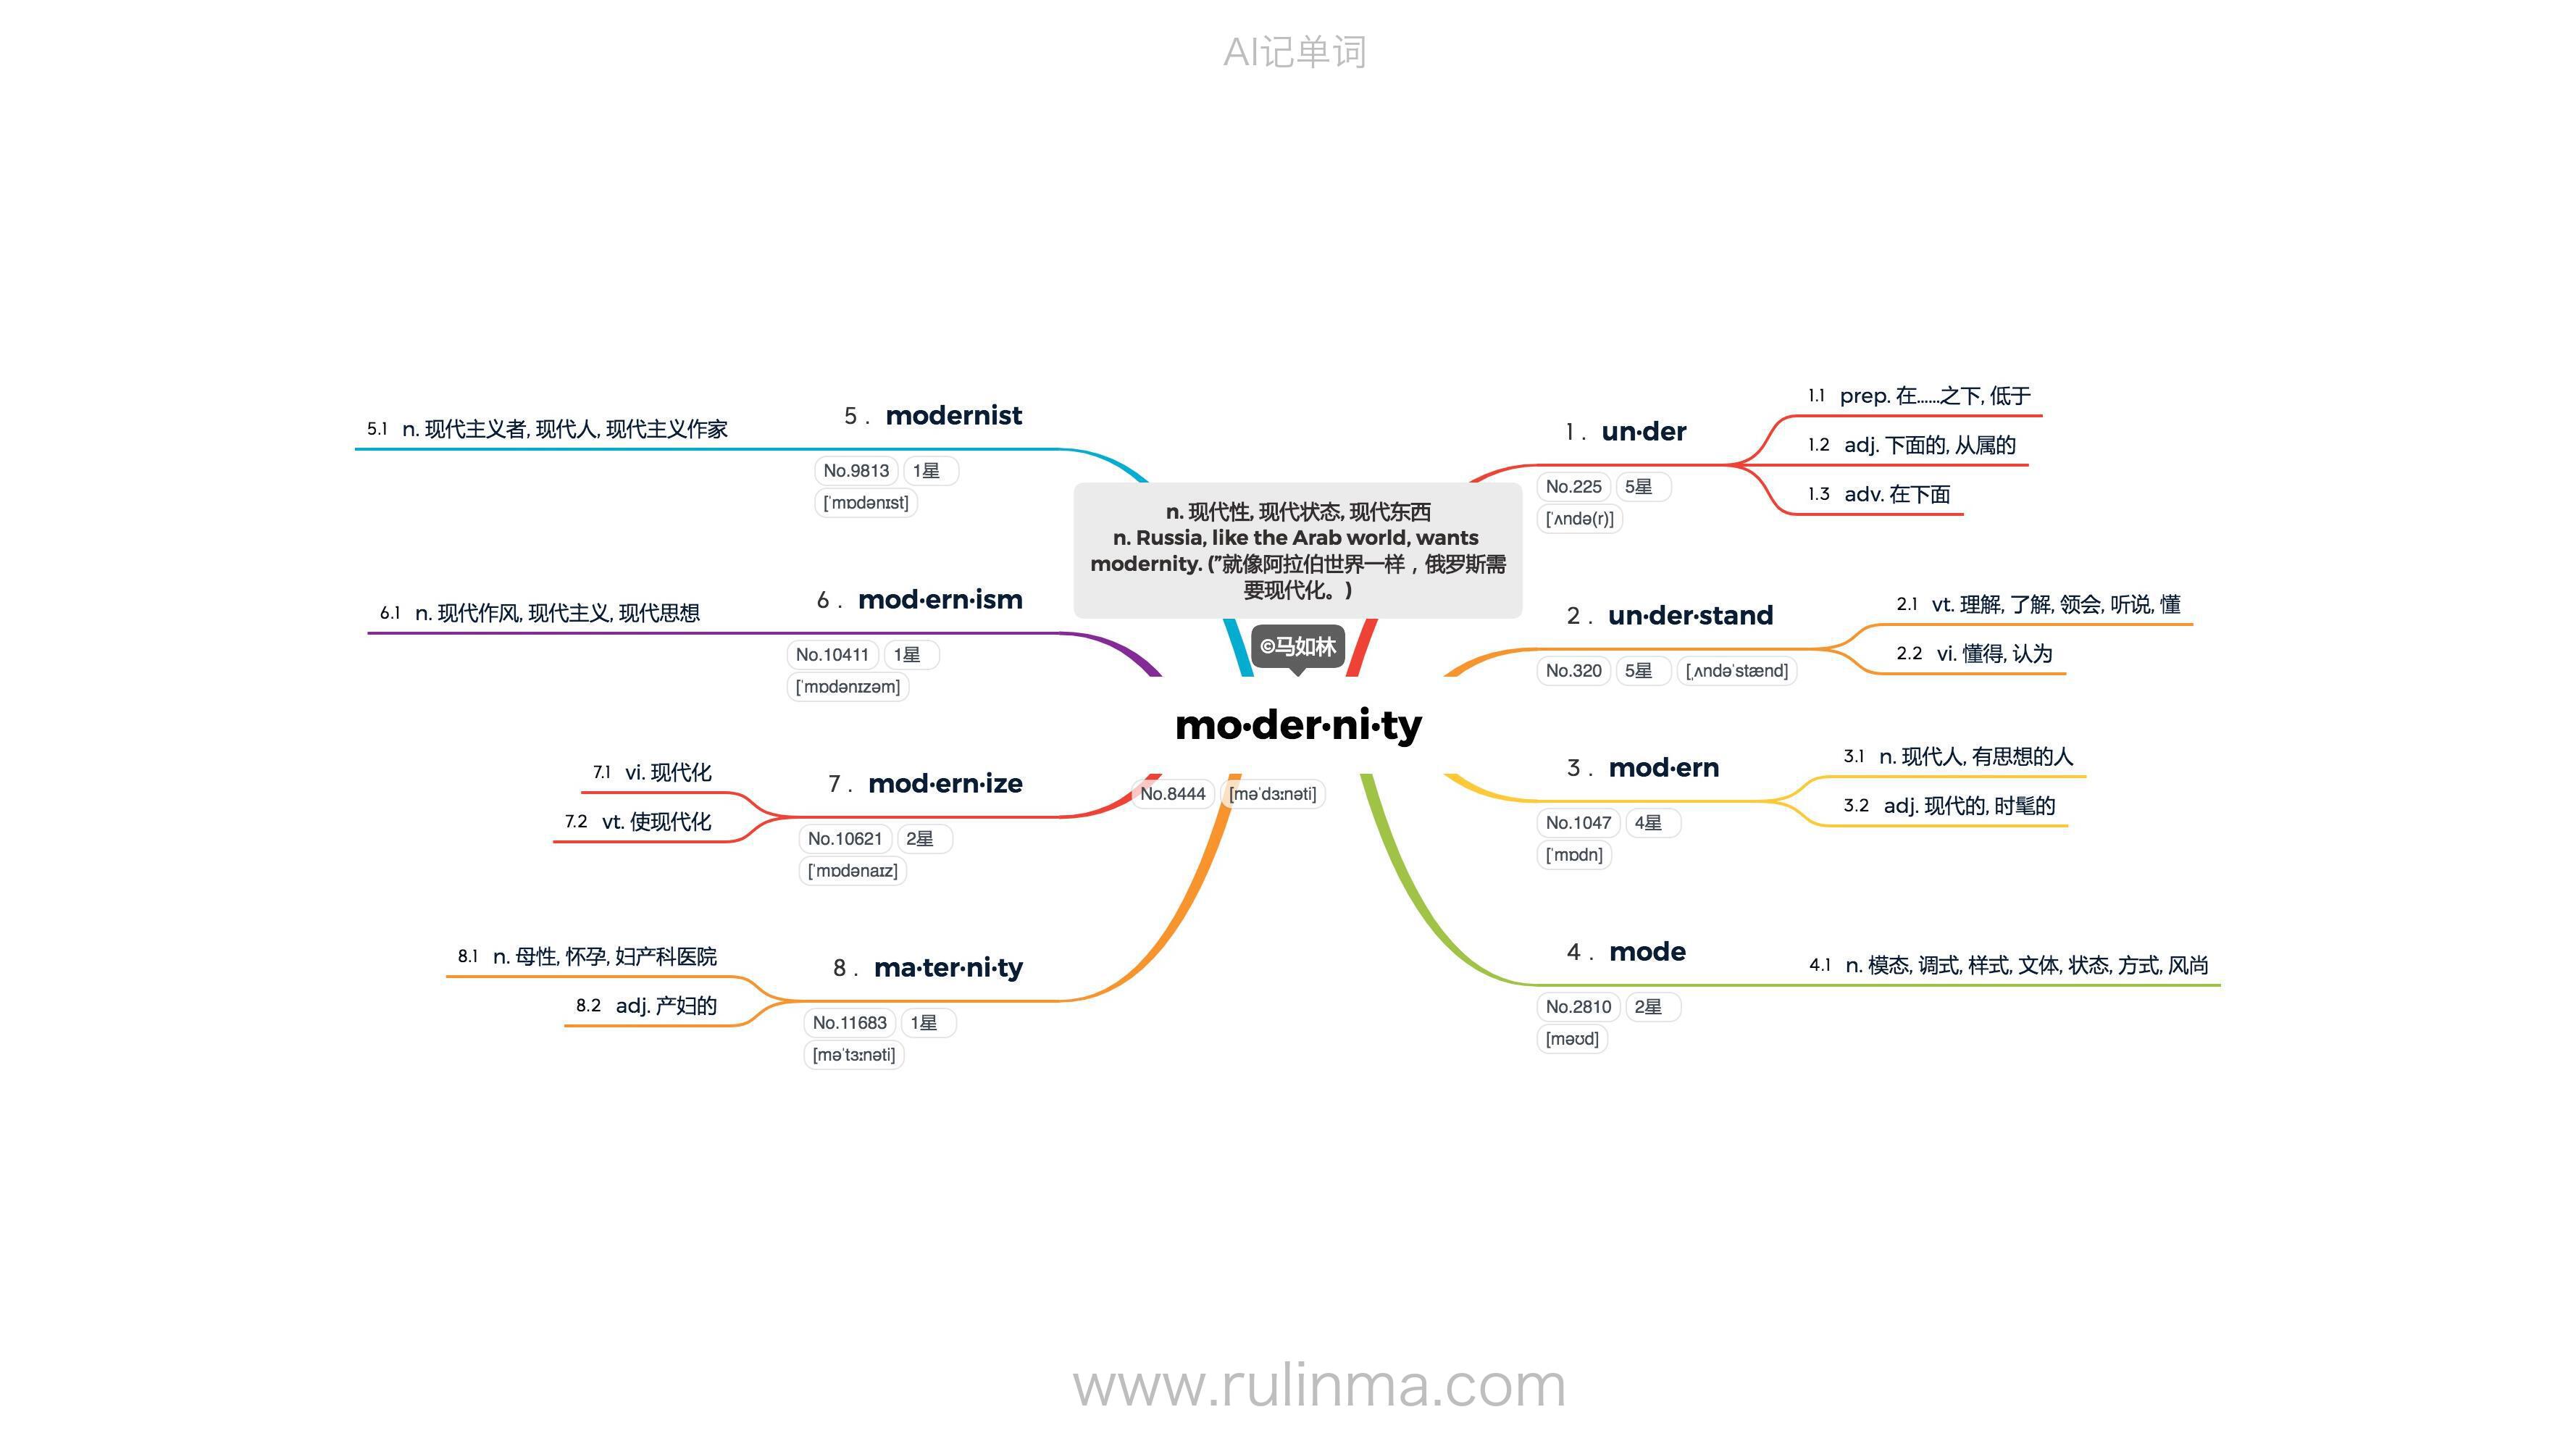 AI记单词
n. 现代性, 现代状态, 现代东西
n. Russia, like the Arab world, wants
modernity. ("就像阿拉伯世界一样，俄罗斯需
要现代化。)
©马如林
mo·der·ni·ty
No.8444 [məˈdɜːnəti]
1. un·der
No.225 5星
[ˈʌndə(r)]
1.1 prep. 在……之下, 低于
1.2 adj. 下面的, 从属的
1.3 adv. 在下面
2. un·der·stand
No.320 5星 [ˌʌndəˈstænd]
2.1 vt. 理解, 了解, 领会, 听说, 懂
2.2 vi. 懂得, 认为
3. mod·ern
No.1047 4星
[ˈmɒdn]
3.1 n. 现代人, 有思想的人
3.2 adj. 现代的, 时髦的
4. mode
No.2810 2星
[məʊd]
4.1 n. 模态, 调式, 样式, 文体, 状态, 方式, 风尚
5. modernist
No.9813 1星
[ˈmɒdənɪst]
5.1 n. 现代主义者, 现代人, 现代主义作家
6. mod·ern·ism
No.10411 1星
[ˈmɒdənɪzəm]
6.1 n. 现代作风, 现代主义, 现代思想
7. mod·ern·ize
No.10621 2星
[ˈmɒdənaɪz]
7.1 vi. 现代化
7.2 vt. 使现代化
8. ma·ter·ni·ty
No.11683 1星
[məˈtɜːnəti]
8.1 n. 母性, 怀孕, 妇产科医院
8.2 adj. 产妇的
www.rulinma.com